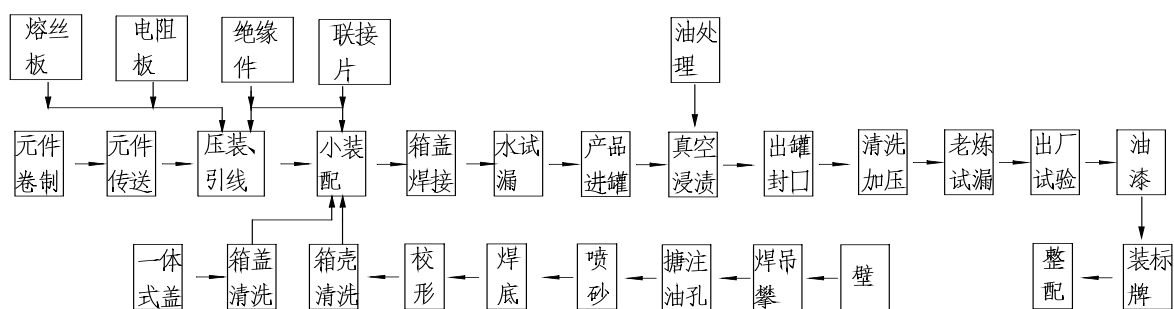 熔丝
板
电阻
板
绝缘
件
联接
片
油处
理
元件
卷制
元件
传送
压装、
引线
小装
配
箱盖
焊接
水试
漏
产品
进罐
真空
浸渍
出罐
封口
清洗
加压
老炼
试漏
出厂
试验
油
漆
一体
式盖
箱盖
清洗
箱壳
清洗
校
形
焊
底
喷
砂
搪注
油孔
焊吊
攀
壁
整
配
装标
牌